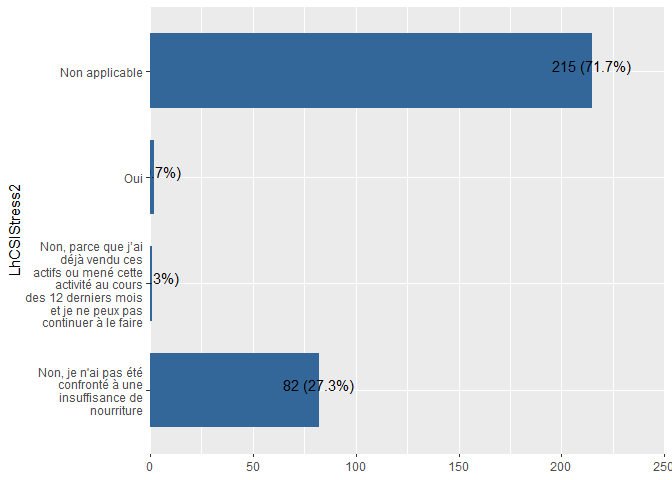 LhCSIStress2
Non applicable
215 (71.7%)
Oui
7%)
Non, parce que j'ai
déjà vendu ces
actifs ou mené cette
activité au cours
des 12 derniers mois
et je ne peux pas
continuer à le faire
3%)
Non, je n'ai pas été
confronté à une
insuffisance de
nourriture
82 (27.3%)
0
50
100
150
200
250